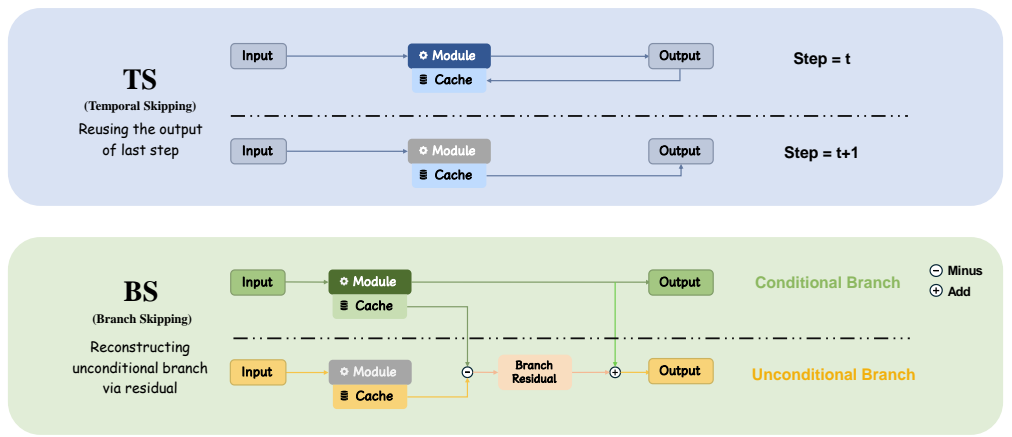 TS
(Temporal Skipping)
Reusing the output
of last step
Input
Module
Cache
Output
Step = t
Input
Module
Cache
Output
Step = t+1
BS
(Branch Skipping)
Reconstructing
unconditional branch
via residual
Input
Module
Cache
Output
Conditional Branch
Minus
Add
Input
Module
Cache
Branch
Residual
Output
Unconditional Branch